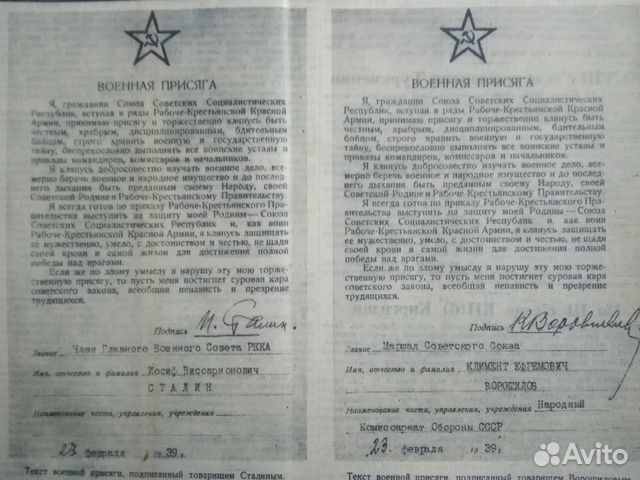 ВОЕННАЯ ПРИСЯГА
Я, гражданин Союза Советских Социалистических
Республик, вступая в ряды Рабоче-Крестьянской Красной
Армии, принимаю присягу и торжественно клянусь быть
честным, храбрым, дисциплинированным, бдительным
бойцом, строго хранить военную и государственную
тайну, беспрекословно выполнять все воинские уставы и
приказы командиров, комиссаров и начальников.
Я клянусь добросовестно изучать военное дело, все-
мерно беречь военное и народное имущество и до послед-
него дыхания быть преданным своему Народу, своей
Советской Родине и Рабоче-Крестьянскому Правительству.
Я всегда готов по приказу Рабоче-Крестьянского Пра-
вительства выступить на защиту моей Родины — Союза
Советских Социалистических Республик и, как воин
Рабоче-Крестьянской Красной Армии, я клянусь защищать
ее мужественно, умело, с достоинством и честью, не щадя
своей крови и самой жизни для достижения полной
победы над врагами.
Если же по злому умыслу я нарушу эту мою торже-
ственную присягу, то пусть меня постигнет суровая кара
советского закона, всеобщая ненависть и презрение
трудящихся.
Подпись И. Сталин
Звание Член Главного Военного Совета РККА
Имя, отчество и фамилия Иосиф Виссарионович
СТАЛИН
Наименование части, управления, учреждения
23 февраля 1939 г.
Текст военной присяги, подписанный товарищем Сталиным.
ВОЕННАЯ ПРИСЯГА
Я, гражданин Союза Советских Социалистических
Республик, вступая в ряды Рабоче-Крестьянской Красной
Армии, принимаю присягу и торжественно клянусь быть
честным, храбрым, дисциплинированным, бдительным
бойцом, строго хранить военную и государственную
тайну, беспрекословно выполнять все воинские уставы и
приказы командиров, комиссаров и начальников.
Я клянусь добросовестно изучать военное дело, все-
мерно беречь военное и народное имущество и до послед-
него дыхания быть преданным своему Народу, своей
Советской Родине и Рабоче-Крестьянскому Правительству.
Я всегда готов по приказу Рабоче-Крестьянского Пра-
вительства выступить на защиту моей Родины — Союза
Советских Социалистических Республик и, как воин
Рабоче-Крестьянской Красной Армии, я клянусь защищать
ее мужественно, умело, с достоинством и честью, не щадя
своей крови и самой жизни для достижения полной
победы над врагами.
Если же по злому умыслу я нарушу эту мою торже-
ственную присягу, то пусть меня постигнет суровая кара
советского закона, всеобщая ненависть и презрение
трудящихся.
Подпись К Ворошилов
Звание Маршал Советского Союза
Имя, отчество и фамилия КЛИМЕНТ ЕФРЕМОВИЧ
ВОРОШИЛОВ
Наименование части, управления, учреждения Народный
Комиссариат Обороны СССР
23 февраля 1939 г.
Текст военной присяги, подписанный товарищем Ворошиловым
Avito